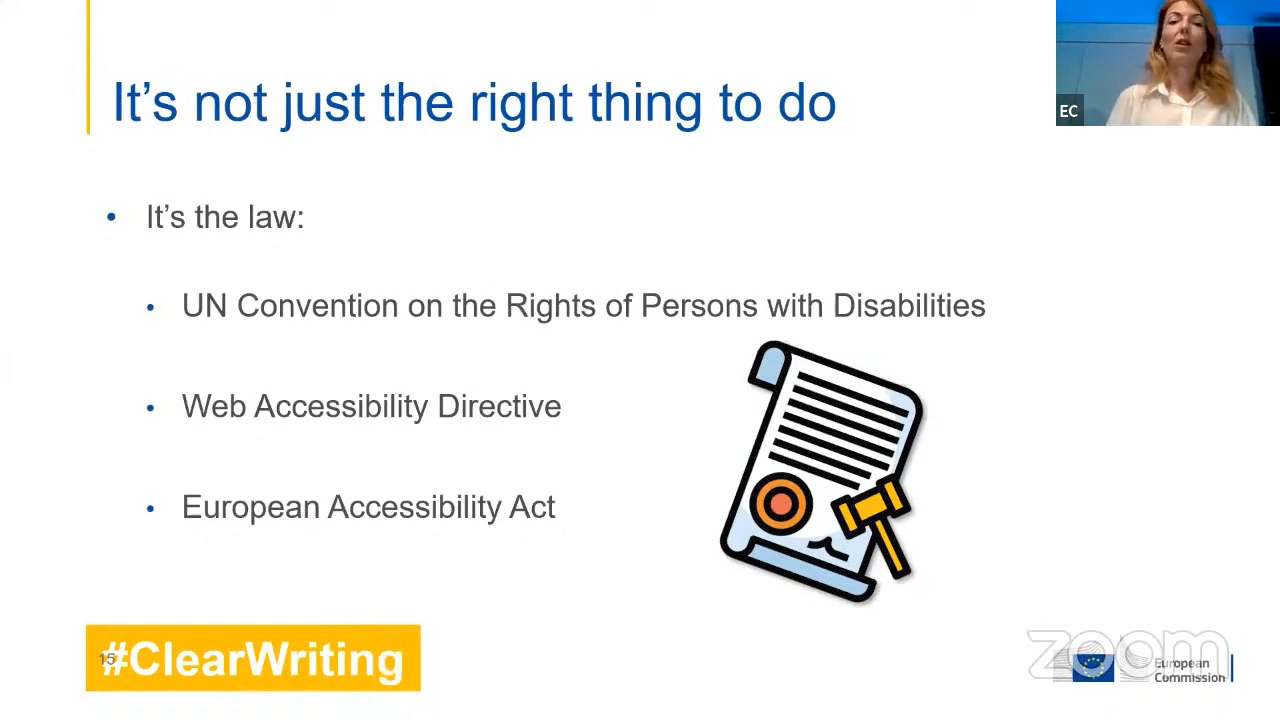 It's not just the right thing to do
EC
• It's the law:
• UN Convention on the Rights of Persons with Disabilities
• Web Accessibility Directive
• European Accessibility Act
15
#ClearWriting
zoom
European
Commission